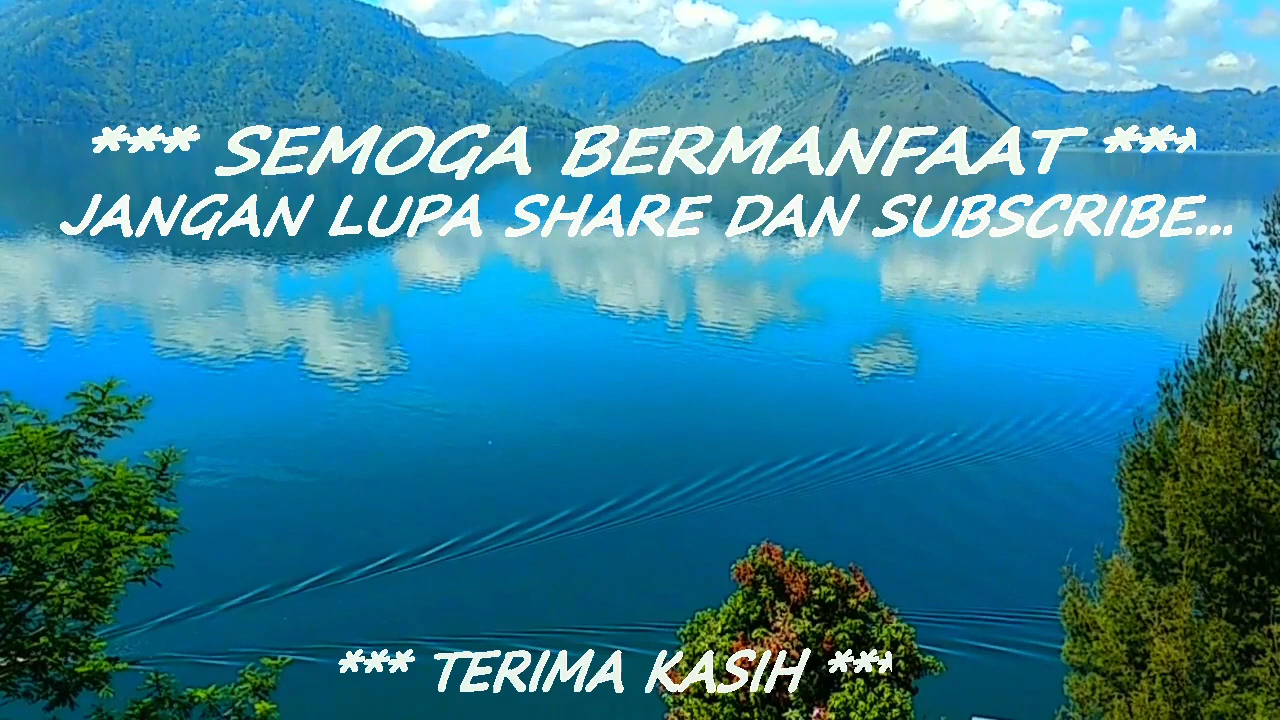 *** SEMOGA BERMANFAAT ***
JANGAN LUPA SHARE DAN SUBSCRIBE...
*** TERIMA KASIH ***